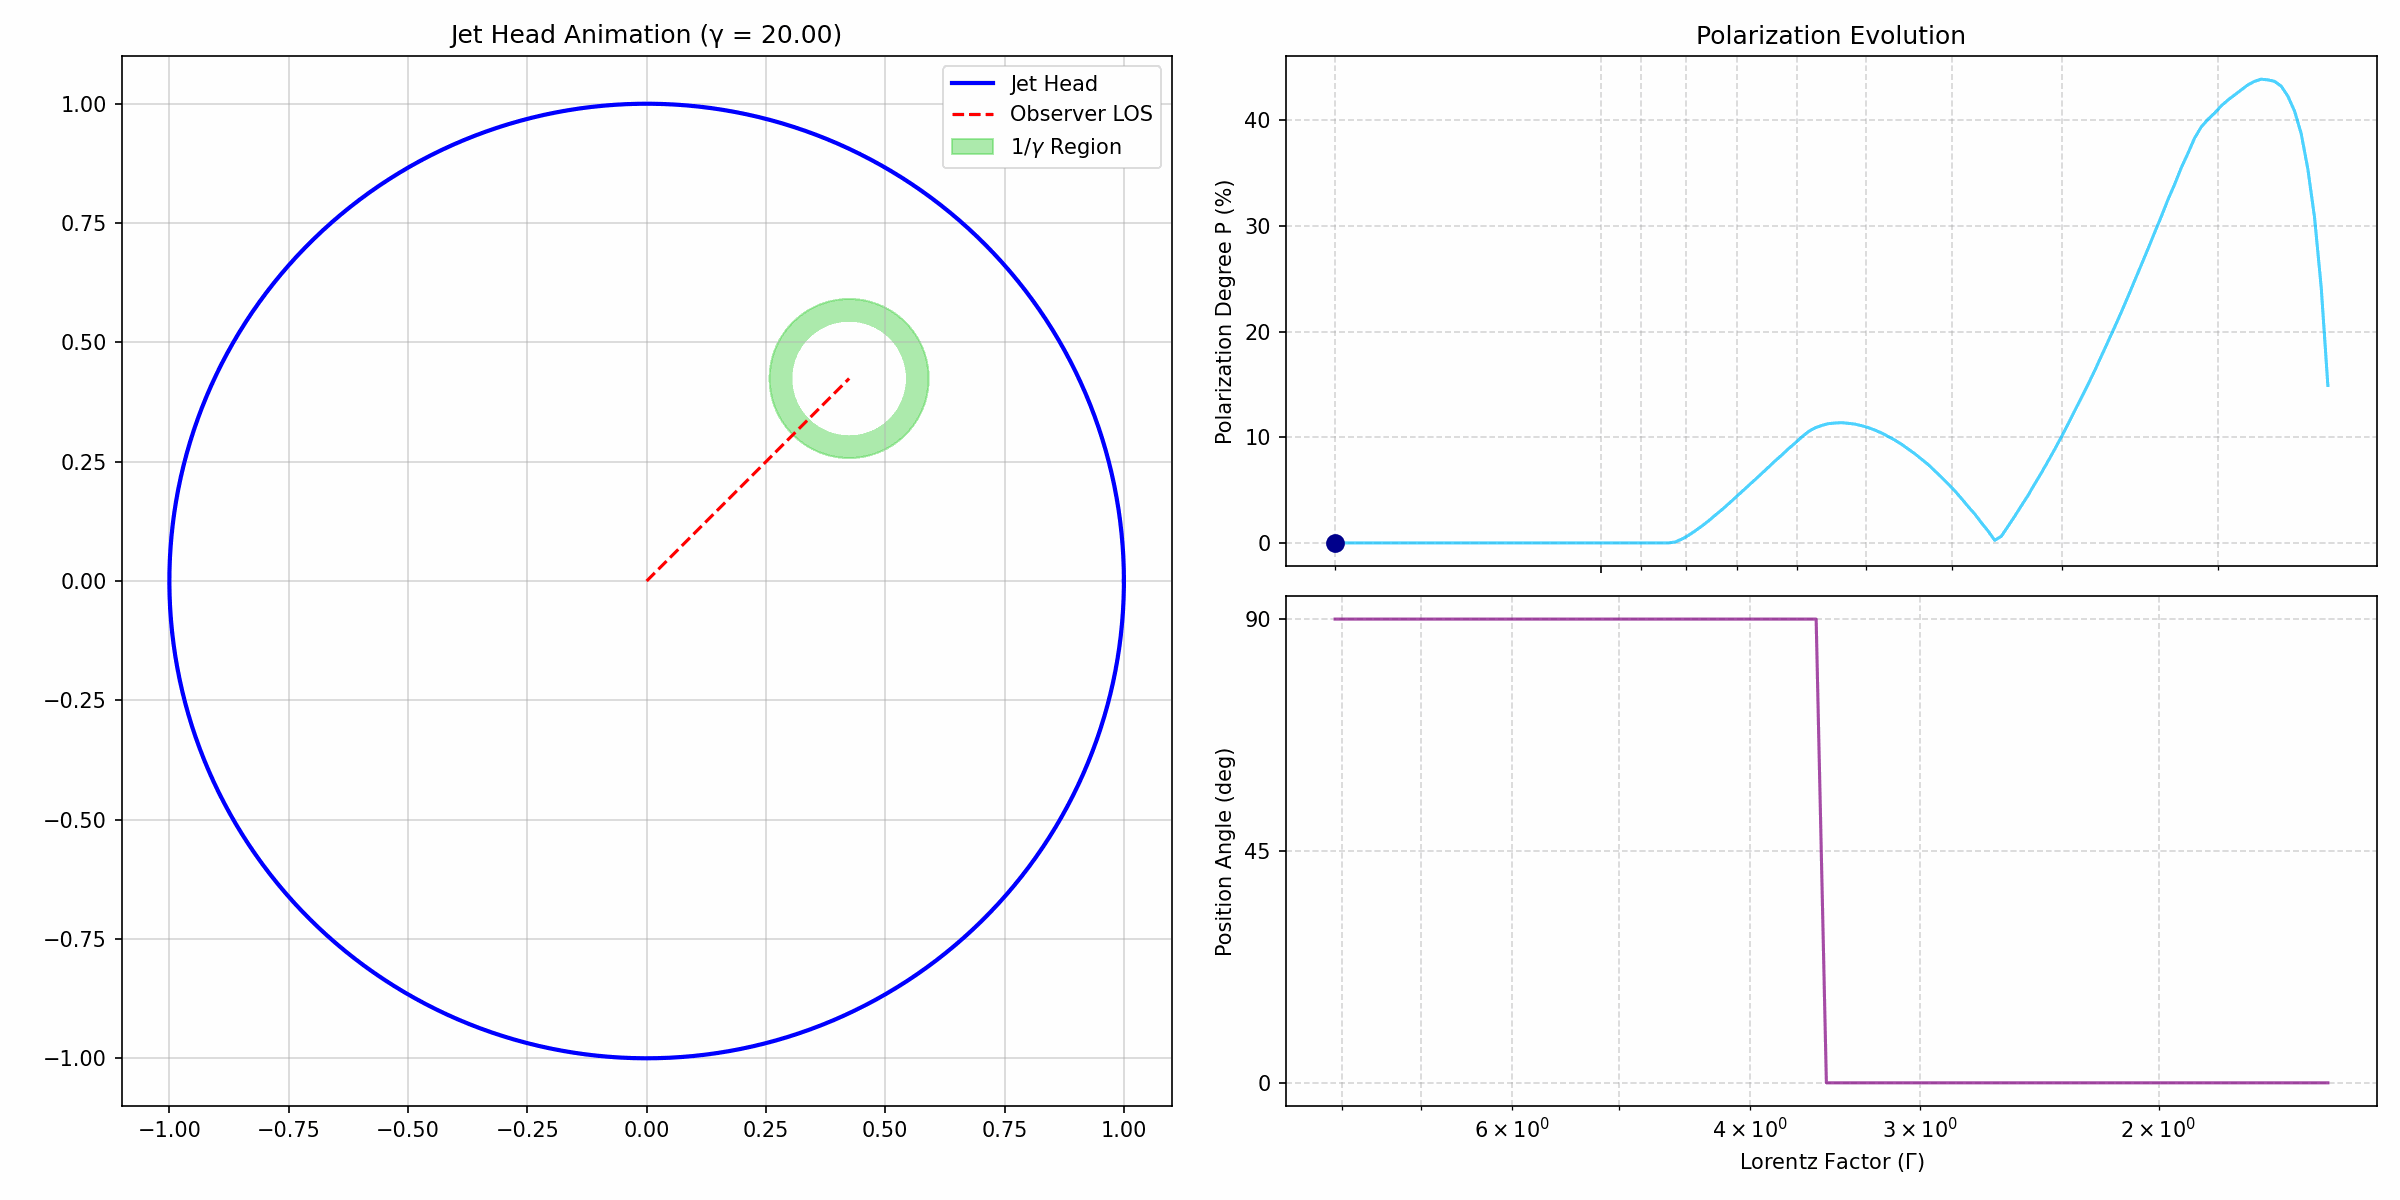 Jet Head Animation (γ = 20.00)
Jet Head
Observer LOS
1/γ Region
1.00
0.75
0.50
0.25
0.00
−0.25
−0.50
−0.75
−1.00
−1.00 −0.75 −0.50 −0.25 0.00 0.25 0.50 0.75 1.00
Polarization Evolution
Polarization Degree P (%)
40
30
20
10
0
Position Angle (deg)
90
45
0
6 × 10⁰ 4 × 10⁰ 3 × 10⁰ 2 × 10⁰
Lorentz Factor (Γ)